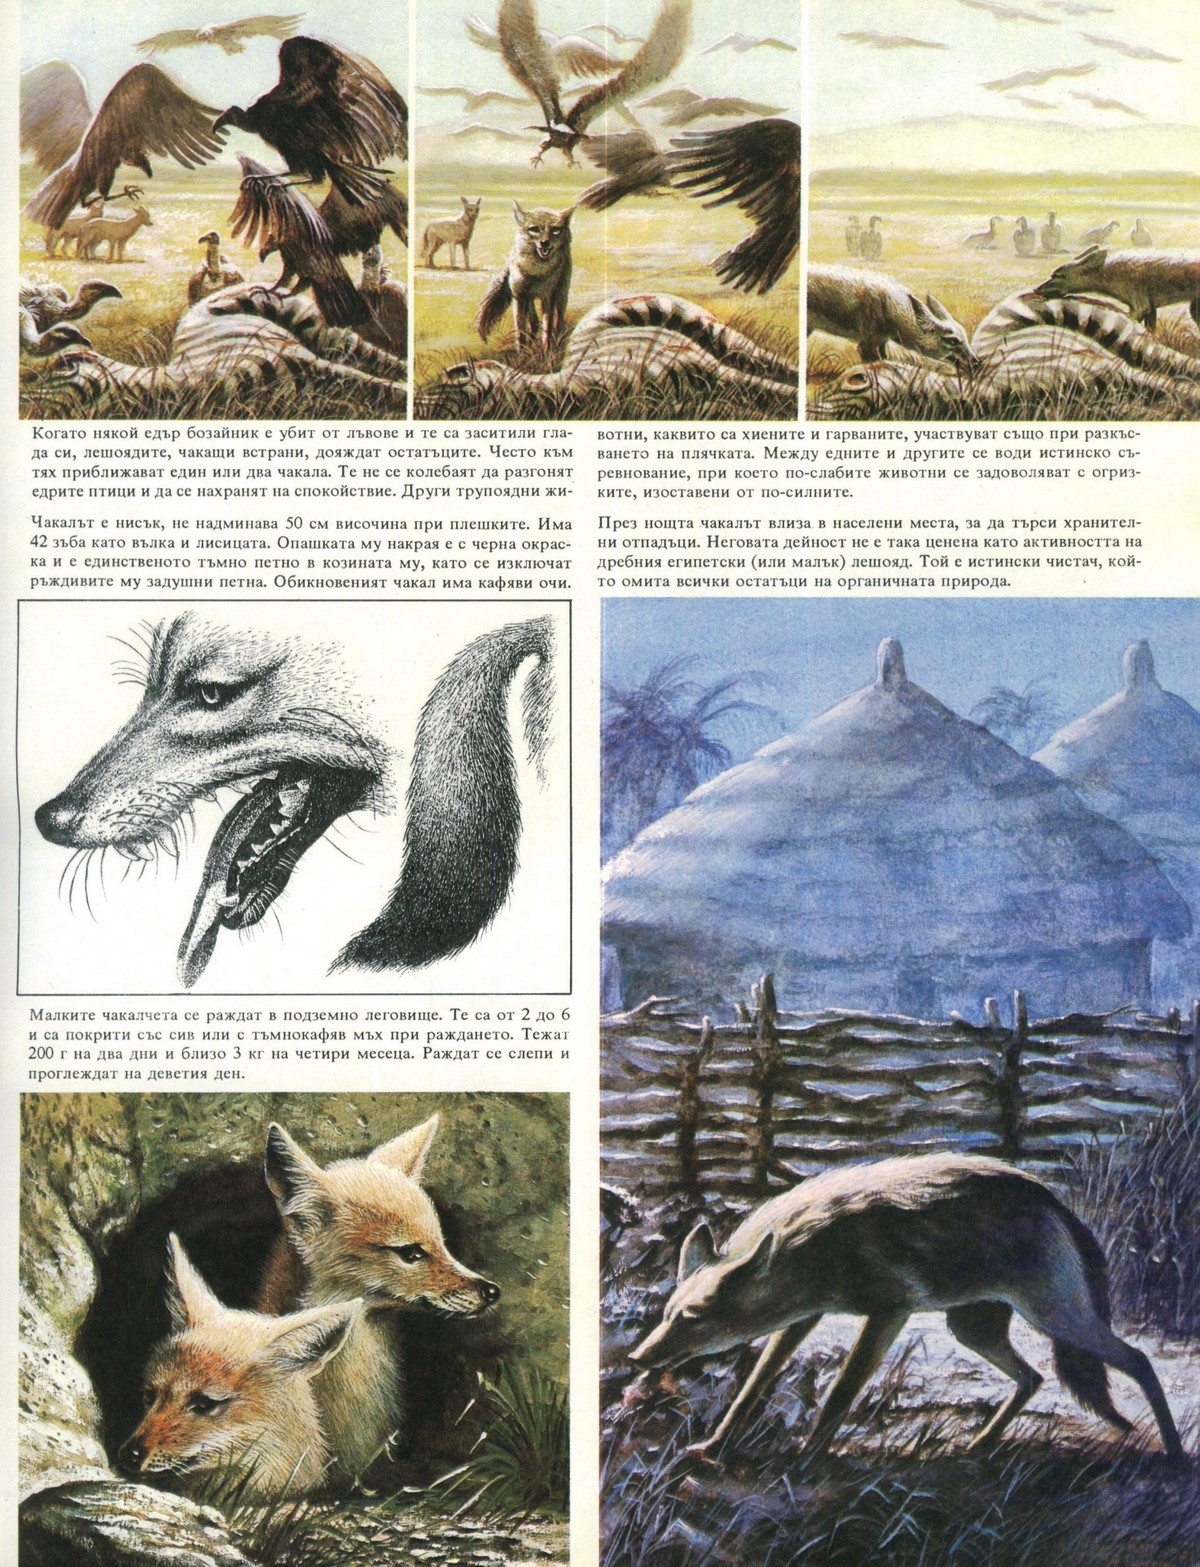 Когато някой едър бозайник е убит от лъвове и те са заситили гла-
да си, лешоядите, чакащи встрани, дояждат остатъците. Често към
тях приближават един или два чакала. Те не се колебаят да разгонят
едрите птици и да се нахранят на спокойствие. Други трупоядни жи-
вотни, каквито са хиените и гарваните, участвуват също при разкъс-
ването на плячката. Между едните и другите се води истинско съ-
ревнование, при което по-слабите животни се задоволяват с огриз-
ките, изоставени от по-силните.
Чакалът е нисък, не надминава 50 см височина при плешките. Има
42 зъба като вълка и лисицата. Опашката му накрая е с черна окрас-
ка и е единственото тъмно петно в козината му, като се изключат
ръждивите му задушни петна. Обикновеният чакал има кафяви очи.
През нощта чакалът влиза в населени места, за да търси хранител-
ни отпадъци. Неговата дейност не е така ценена като активността на
дребния египетски (или малък) лешояд. Той е истински чистач, кой-
то омита всички остатъци на органичната природа.
Малките чакалчета се раждат в подземно леговище. Те са от 2 до 6
и са покрити със сив или с тъмнокафяв мъх при раждането. Тежат
200 г на два дни и близо 3 кг на четири месеца. Раждат се слепи и
проглеждат на деветия ден.